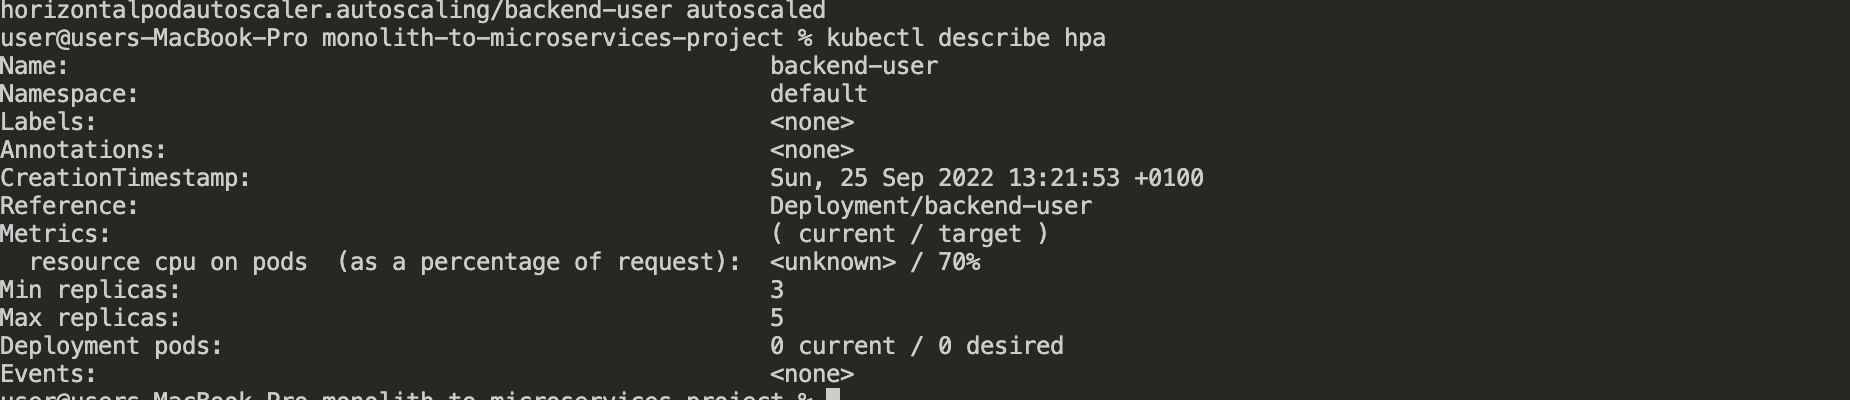 horizontalpodautoscaler.autoscaling/backend-user autoscaled
user@users-MacBook-Pro monolith-to-microservices-project % kubectl describe hpa
Name: backend-user
Namespace: default
Labels: <none>
Annotations: <none>
CreationTimestamp: Sun, 25 Sep 2022 13:21:53 +0100
Reference: Deployment/backend-user
Metrics: ( current / target )
  resource cpu on pods  (as a percentage of request): <unknown> / 70%
Min replicas: 3
Max replicas: 5
Deployment pods: 0 current / 0 desired
Events: <none>
user@users-MacBook-Pro monolith-to-microservices-project %